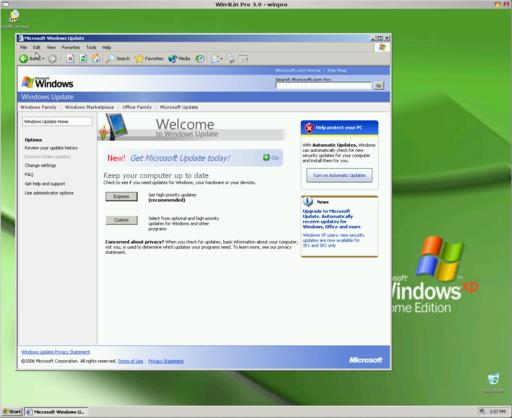 Win4Lin Pro 3.0 - winpro
Microsoft Windows Update
File Edit View Favorites Tools Help
Back Search Favorites Media
Microsoft.com Home | Site Map
Microsoft
Windows
Search Microsoft.com for:
Go
Windows Update
Windows Family | Windows Marketplace | Office Family | Microsoft Update
Windows Update Home
Options
Review your update history
Restore hidden updates
Change settings
FAQ
Get help and support
Use administrator options
Welcome
to Windows Update
New! Get Microsoft Update today! Go
Keep your computer up to date
Check to see if you need updates for Windows, your hardware or your devices.
Express
Get high-priority updates
(recommended)
Custom
Select from optional and high-priority
updates for Windows and other
programs
Concerned about privacy? When you check for updates, basic information about your computer,
not you, is used to determine which updates your programs need. To learn more, see our privacy
statement.
Help protect your PC
With Automatic Updates, Windows
can automatically check for new
security updates for your computer
and install them for you.
Turn on Automatic Updates
News
Upgrade to Microsoft
Update. Automatically
receive updates for
Windows, Office and more
Windows XP users: new security
updates are now available for
SP1 and SP2 only
Windows Update Privacy Statement
©2006 Microsoft Corporation. All rights reserved. Terms of Use | Privacy Statement
Microsoft
osoft
Vindows xp
ome Edition
Recycle Bin
Start Microsoft Windows U... 3:07 PM